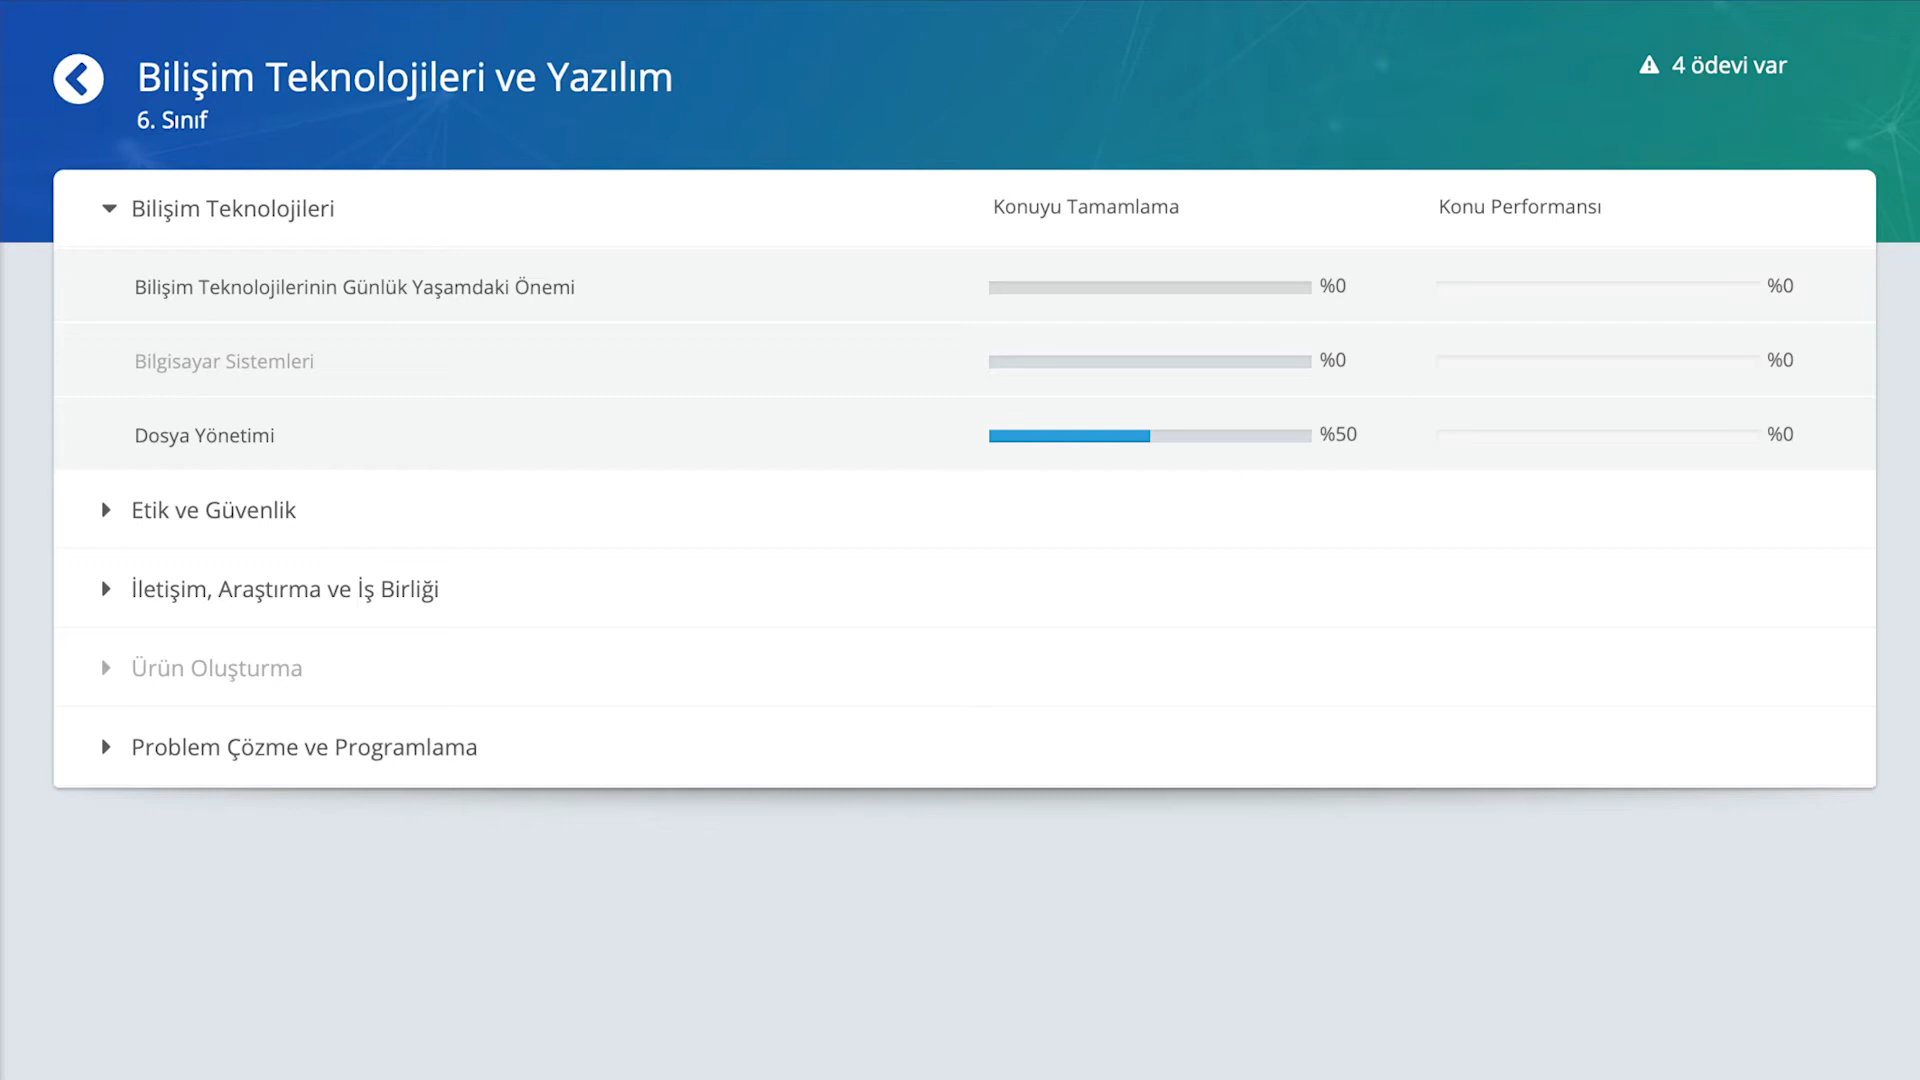 Bilişim Teknolojileri ve Yazılım
4 ödevi var
6. Sınıf
Bilişim Teknolojileri Konuyu Tamamlama Konu Performansı
Bilişim Teknolojilerinin Günlük Yaşamdaki Önemi %0 %0
Bilgisayar Sistemleri %0 %0
Dosya Yönetimi %50 %0
Etik ve Güvenlik
İletişim, Araştırma ve İş Birliği
Ürün Oluşturma
Problem Çözme ve Programlama